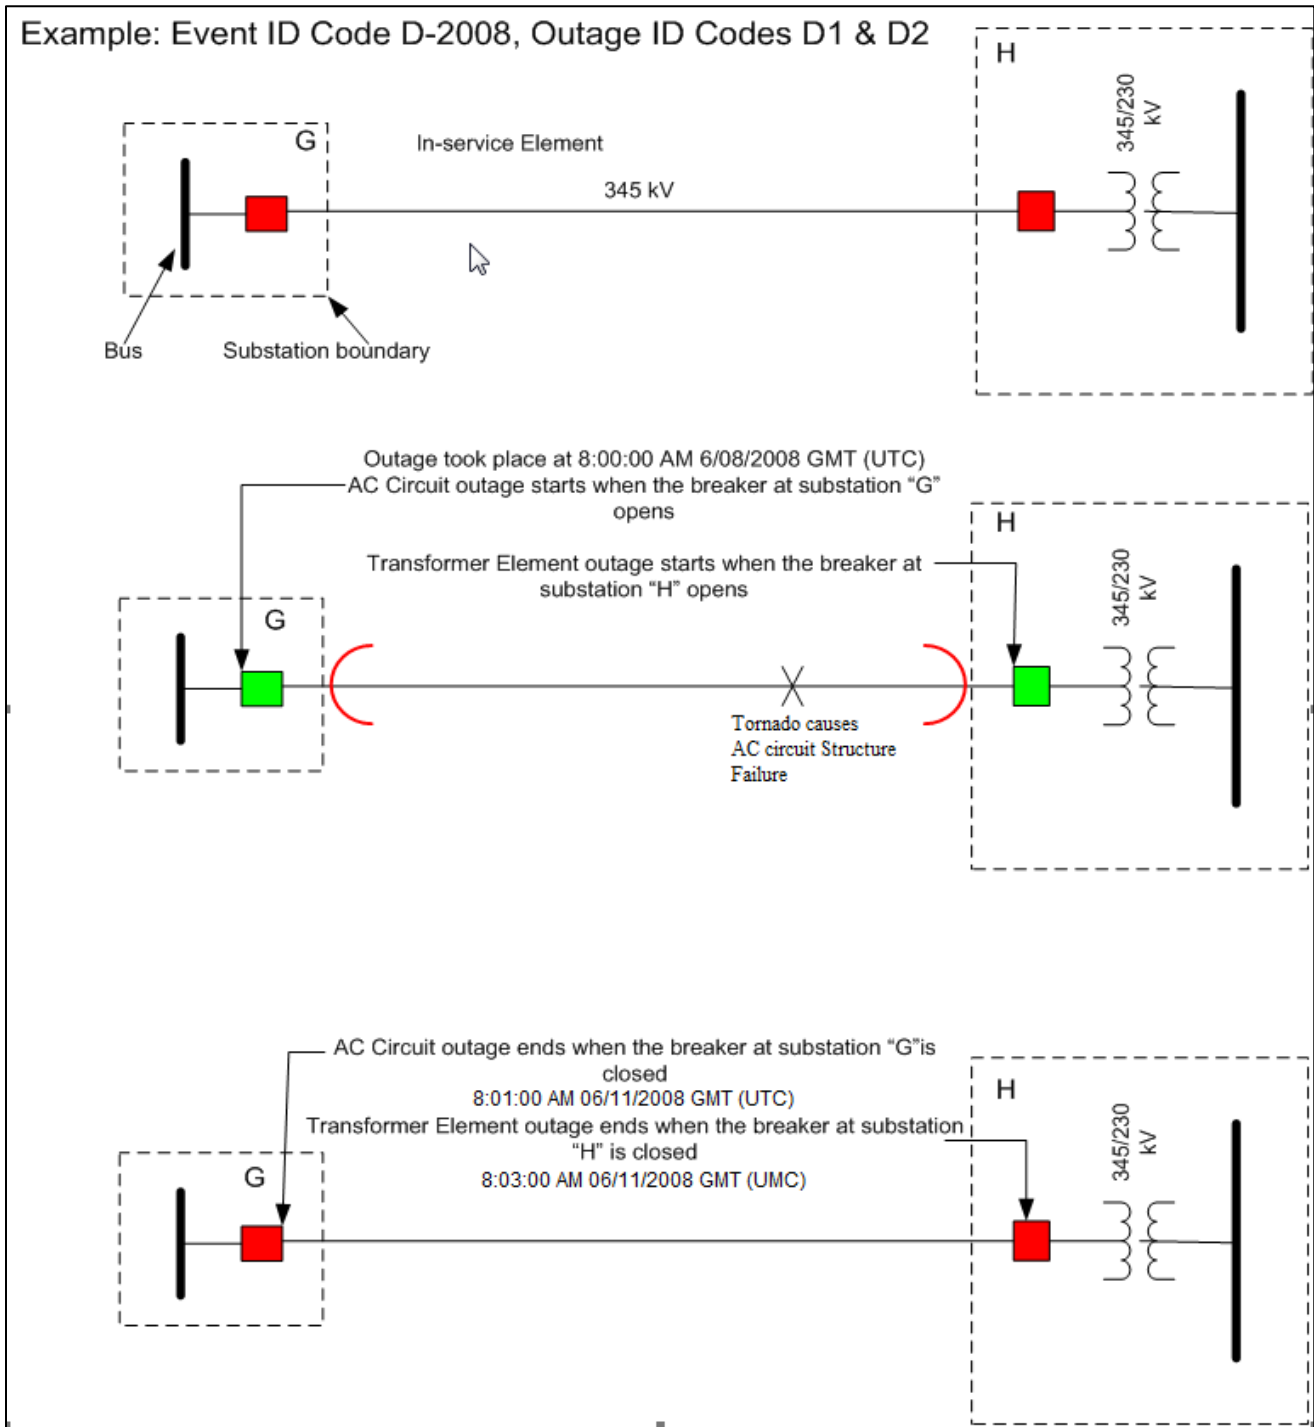 Example: Event ID Code D-2008, Outage ID Codes D1 & D2
H
G
In-service Element
345 kV
345/230
kV
Bus
Substation boundary
Outage took place at 8:00:00 AM 6/08/2008 GMT (UTC)
AC Circuit outage starts when the breaker at substation “G”
opens
Transformer Element outage starts when the breaker at
substation “H” opens
H
G
345/230
kV
Tornado causes
AC circuit Structure
Failure
AC Circuit outage ends when the breaker at substation “G”is
closed
8:01:00 AM 06/11/2008 GMT (UTC)
Transformer Element outage ends when the breaker at substation
“H” is closed
8:03:00 AM 06/11/2008 GMT (UMC)
H
G
345/230
kV